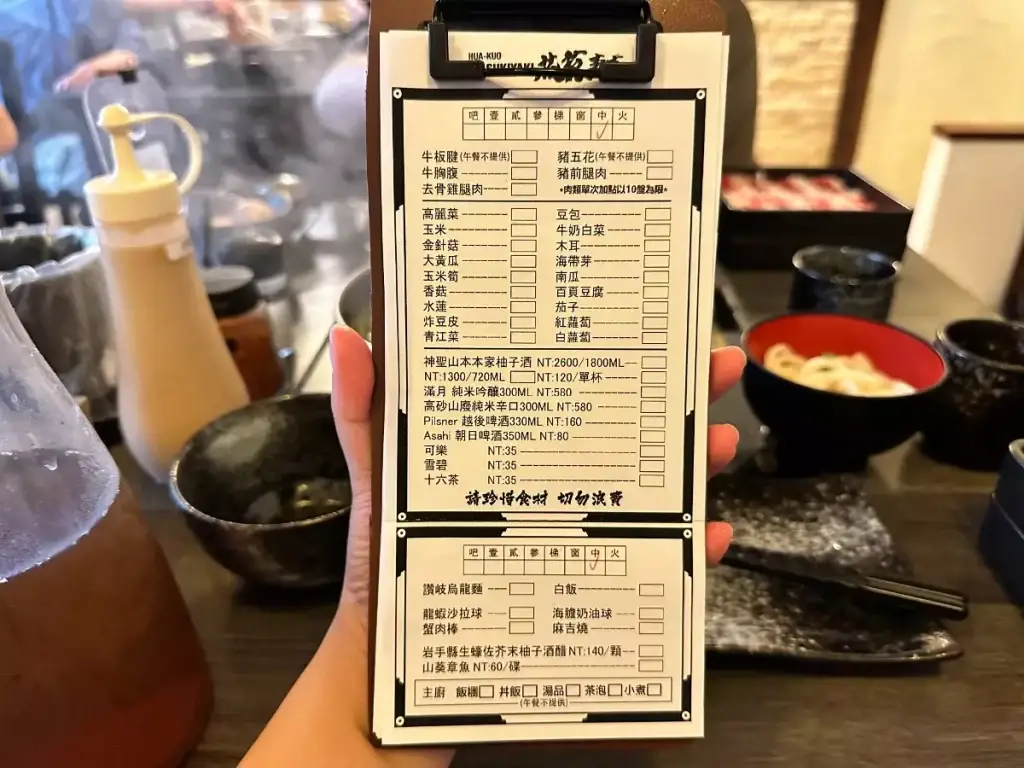 HUA-KUO
SUKIYAKI
吧 壹 貳 參 梯 窗 中 火
牛板腱(午餐不提供) 豬五花(午餐不提供)
牛胸腹 豬前腿肉
去骨雞腿肉 *肉類單次加點以10盤為限*
高麗菜 豆包
玉米 牛奶白菜
金針菇 木耳
大黃瓜 海帶芽
玉米筍 南瓜
香菇 百頁豆腐
水蓮 茄子
炸豆皮 紅蘿蔔
青江菜 白蘿蔔
神聖山本本家柚子酒 NT:2600/1800ML
NT:1300/720ML NT:120/單杯
滿月 純米吟釀300ML NT:580
高砂山廢純米辛口300ML NT:580
Pilsner 越後啤酒330ML NT:160
Asahi 朝日啤酒350ML NT:80
可樂 NT:35
雪碧 NT:35
十六茶 NT:35
請珍惜食材 切勿浪費
吧 壹 貳 參 梯 窗 中 火
讚岐烏龍麵 白飯
龍蝦沙拉球 海膽奶油球
蟹肉棒 麻吉燒
岩手縣生蠔佐芥末柚子酒醋 NT:140/顆
山葵章魚 NT:60/碟
主廚 飯糰 丼飯 湯品 茶泡 小煮
(午餐不提供)